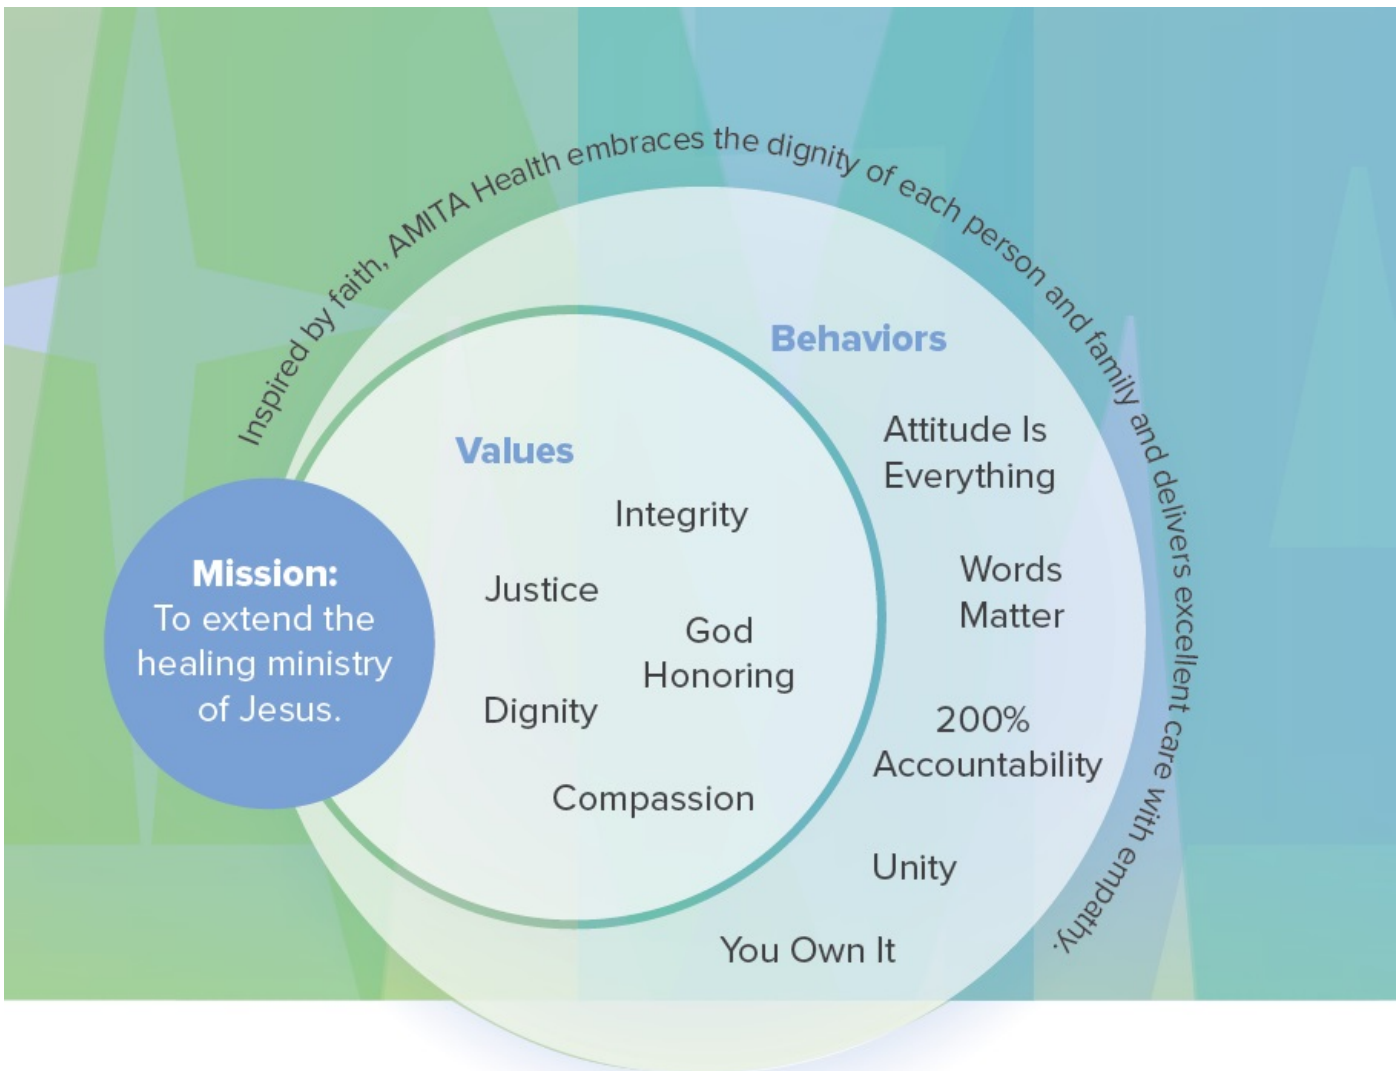 Inspired by faith, AMITA Health embraces the dignity of each person and family and delivers excellent care with empathy.
Behaviors
Attitude Is
Everything
Words
Matter
200%
Accountability
Unity
You Own It
Values
Integrity
Justice
God
Honoring
Dignity
Compassion
Mission:
To extend the
healing ministry
of Jesus.